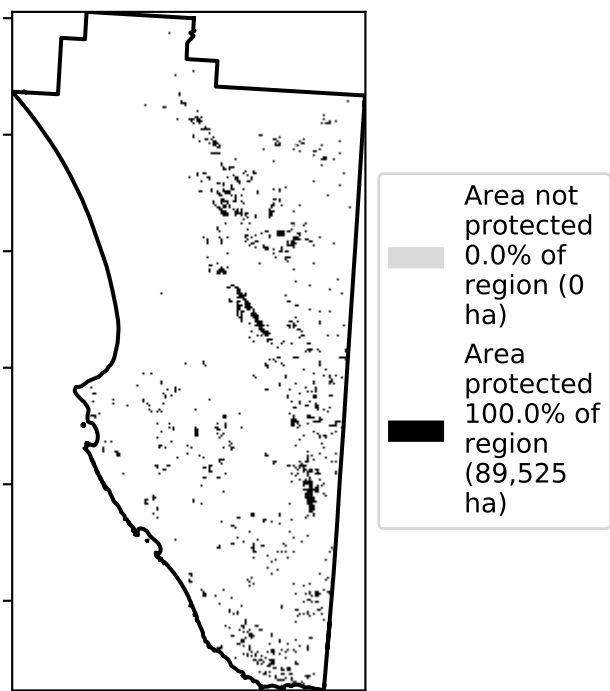 Area not
protected
0.0% of
region (0
ha)
Area
protected
100.0% of
region
(89,525
ha)